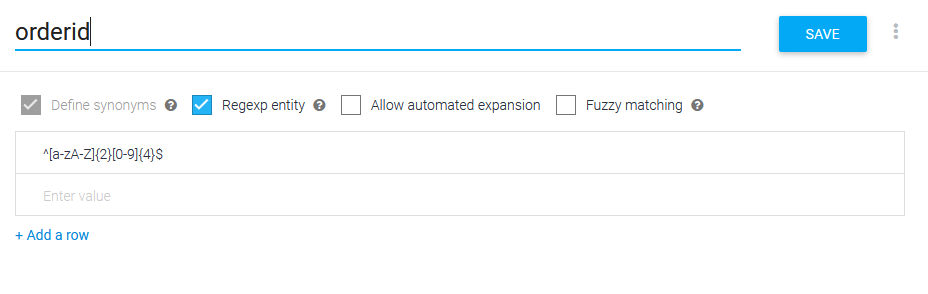 orderid
SAVE
Define synonyms ? Regexp entity ? Allow automated expansion Fuzzy matching ?
^[a-zA-Z]{2}[0-9]{4}$
Enter value
+ Add a row